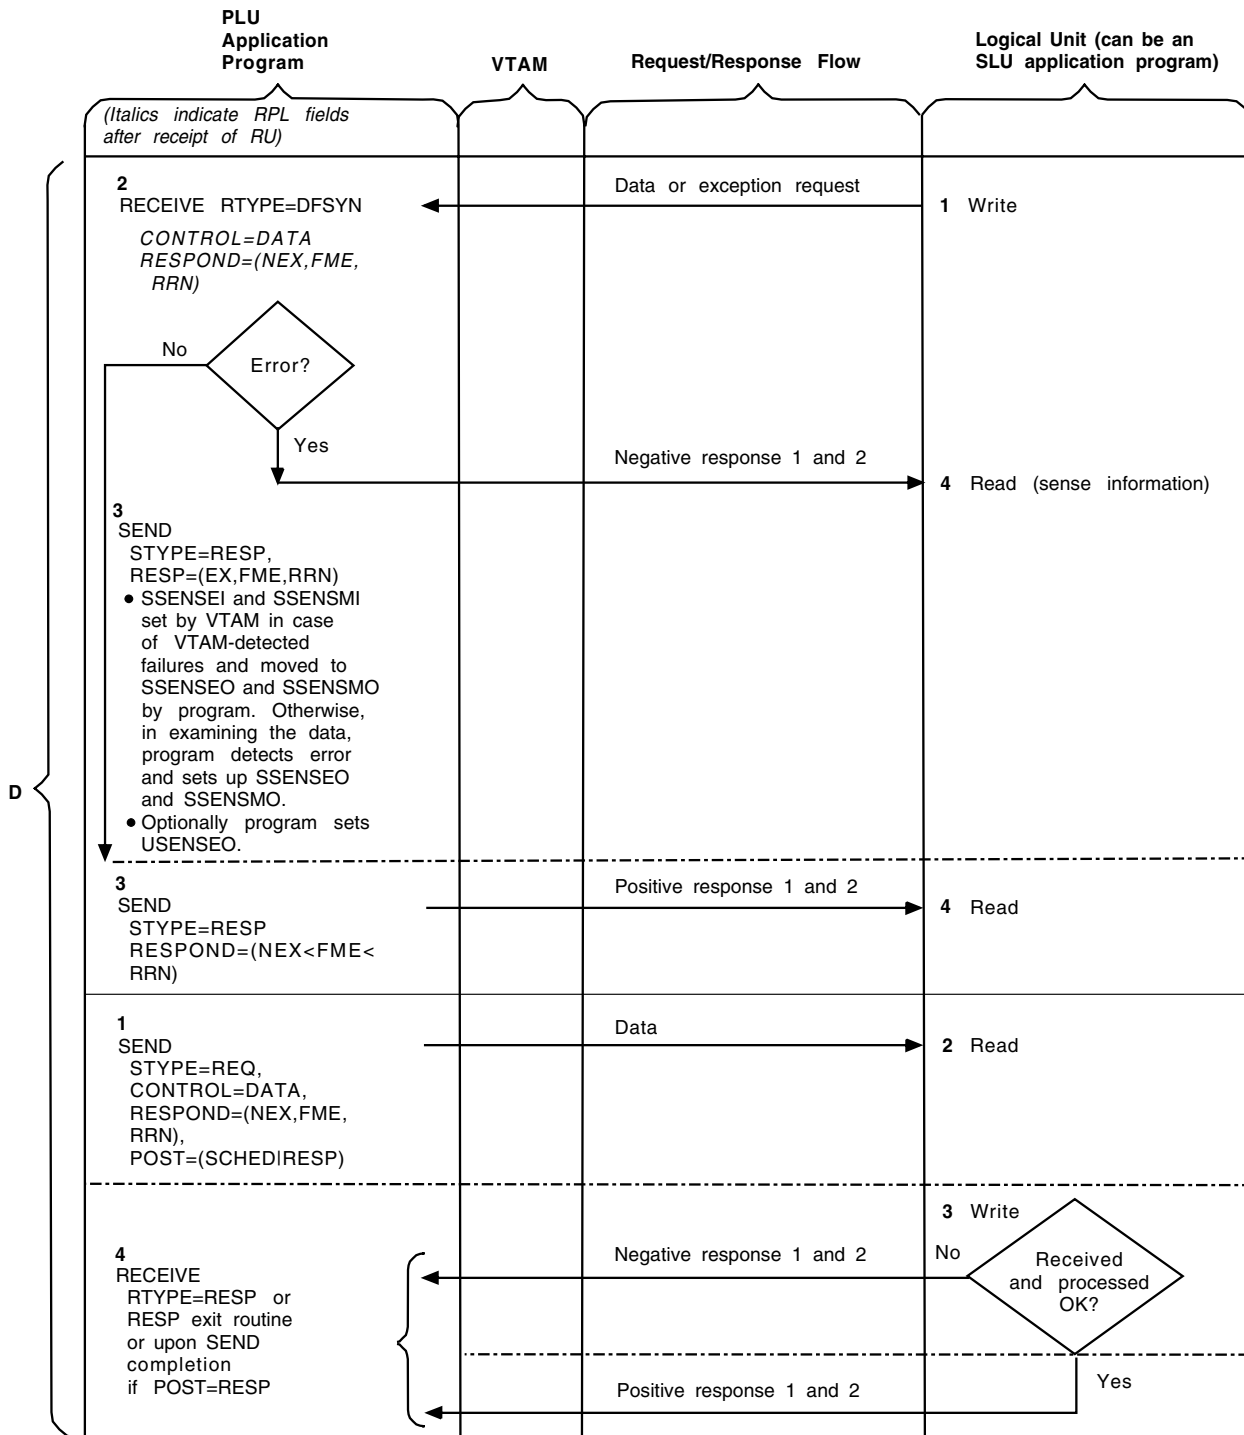 PLU
Application
Program
VTAM
Request/Response Flow
Logical Unit (can be an
SLU application program)
(Italics indicate RPL fields
after receipt of RU)
D
2
RECEIVE RTYPE=DFSYN
CONTROL=DATA
RESPOND=(NEX,FME,
RRN)
Data or exception request
1 Write
No
Error?
Yes
Negative response 1 and 2
4 Read (sense information)
3
SEND
STYPE=RESP,
RESP=(EX,FME,RRN)
• SSENSEI and SSENSMI
set by VTAM in case
of VTAM-detected
failures and moved to
SSENSEO and SSENSMO
by program. Otherwise,
in examining the data,
program detects error
and sets up SSENSEO
and SSENSMO.
• Optionally program sets
USENSEO.
3
SEND
STYPE=RESP
RESPOND=(NEX<FME<
RRN)
Positive response 1 and 2
4 Read
1
SEND
STYPE=REQ,
CONTROL=DATA,
RESPOND=(NEX,FME,
RRN),
POST=(SCHED|RESP)
Data
2 Read
3 Write
4
RECEIVE
RTYPE=RESP or
RESP exit routine
or upon SEND
completion
if POST=RESP
Negative response 1 and 2
No
Received
and processed
OK?
Yes
Positive response 1 and 2